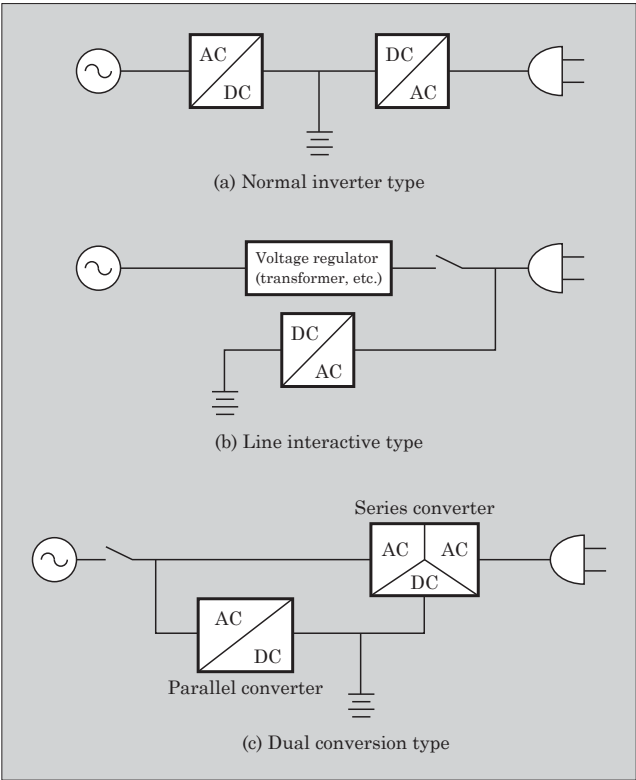 AC
DC
DC
AC
(a) Normal inverter type
Voltage regulator
(transformer, etc.)
DC
AC
(b) Line interactive type
Series converter
AC AC
DC
AC
DC
Parallel converter
(c) Dual conversion type